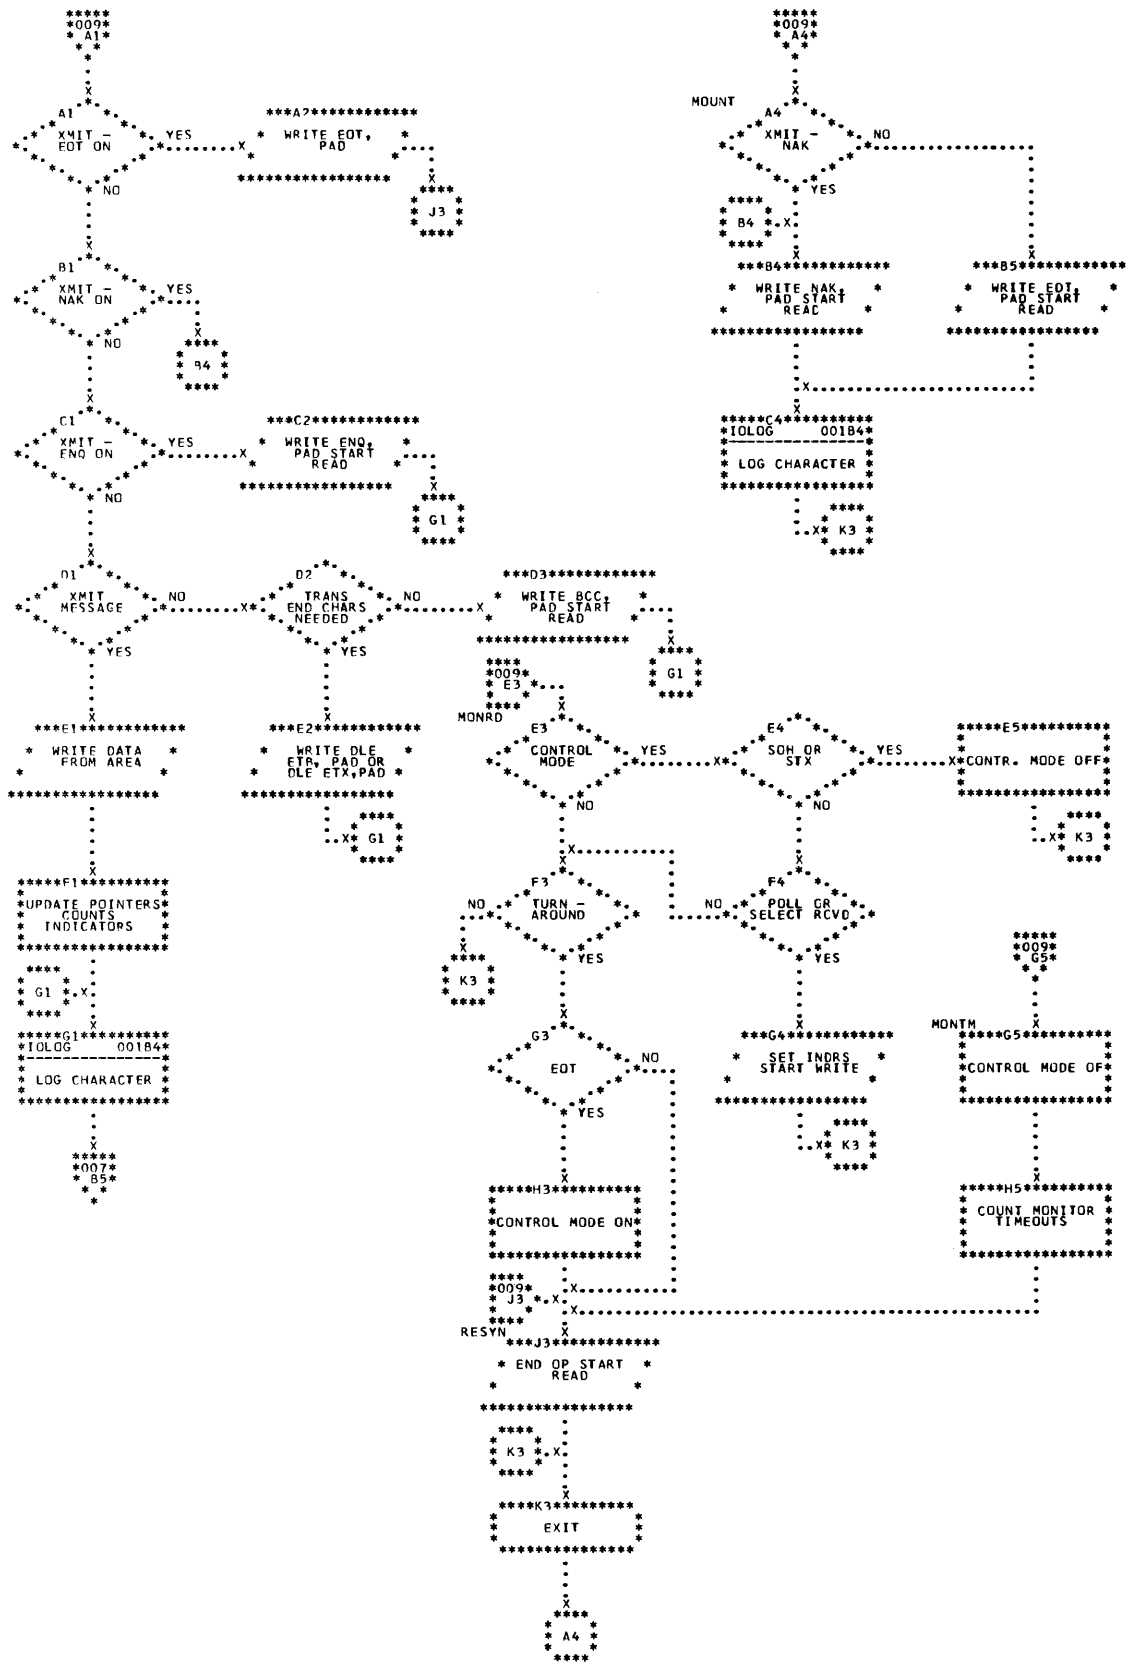 009
A1
A1
XMIT -
EOT ON
YES
NO
A2
WRITE EOT,
PAD
J3
B1
XMIT -
NAK ON
YES
NO
B4
C1
XMIT -
ENQ ON
YES
NO
C2
WRITE ENQ,
PAD START
READ
G1
D1
XMIT
MESSAGE
NO
YES
D2
TRANS
END CHARS
NEEDED
NO
YES
D3
WRITE BCC,
PAD START
READ
G1
E1
WRITE DATA
FROM AREA
E2
WRITE DLE
ETB, PAD OR
DLE ETX,PAD
G1
F1
UPDATE POINTERS
COUNTS
INDICATORS
G1
G1
IOLOG 001B4
LOG CHARACTER
007
B5
009
A4
MOUNT
A4
XMIT -
NAK
NO
YES
B4
B4
WRITE NAK,
PAD START
READ
B5
WRITE EOT,
PAD START
READ
C4
IOLOG 001B4
LOG CHARACTER
K3
009
E3
MONRD
E3
CONTROL
MODE
YES
NO
E4
SOH OR
STX
YES
NO
E5
CONTR. MODE OFF
K3
F3
TURN -
AROUND
NO
YES
K3
F4
POLL OR
SELECT RCVD
NO
YES
G3
EOT
NO
YES
G4
SET INDRS
START WRITE
K3
009
G5
MONTM
G5
CONTROL MODE OF
H3
CONTROL MODE ON
H5
COUNT MONITOR
TIMEOUTS
009
J3
RESYN
J3
END OP START
READ
K3
K3
EXIT
A4